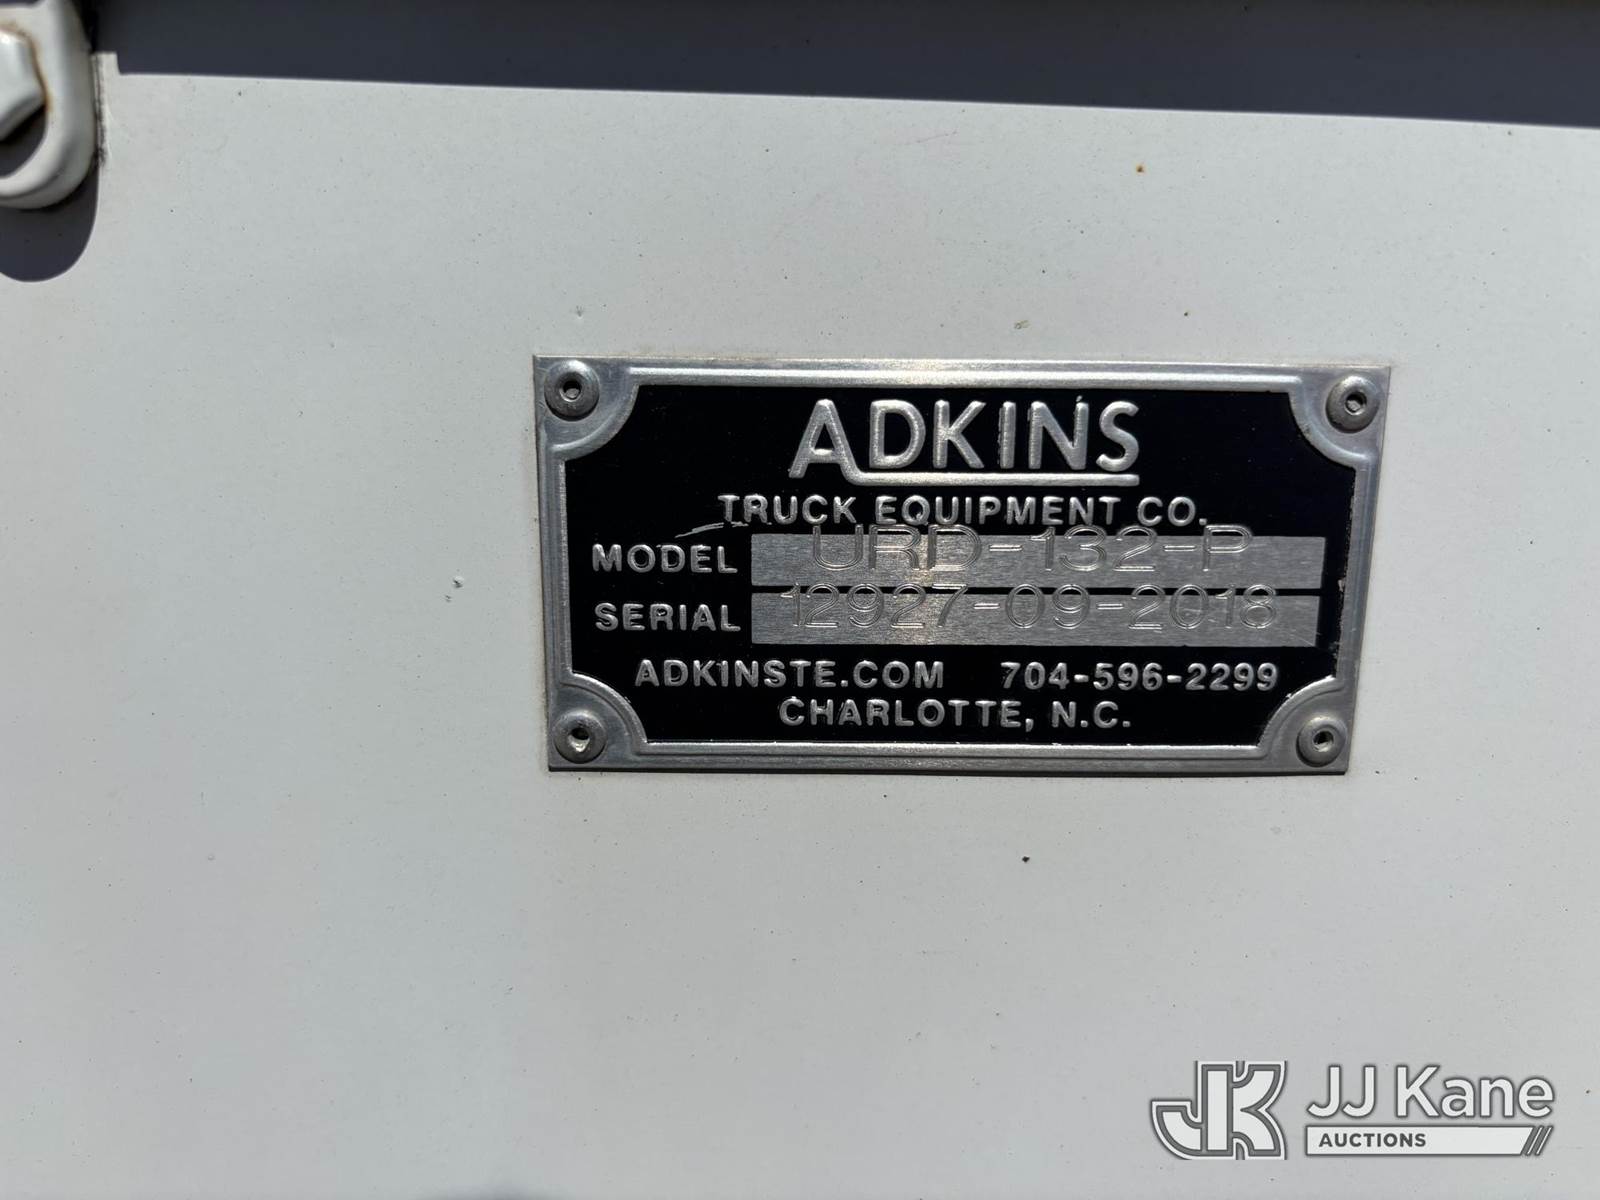 ADKINS
TRUCK EQUIPMENT CO.
MODEL URD-132-P
SERIAL 12927-09-2018
ADKINSTE.COM 704-596-2299
CHARLOTTE, N.C.
JK JJ Kane
AUCTIONS